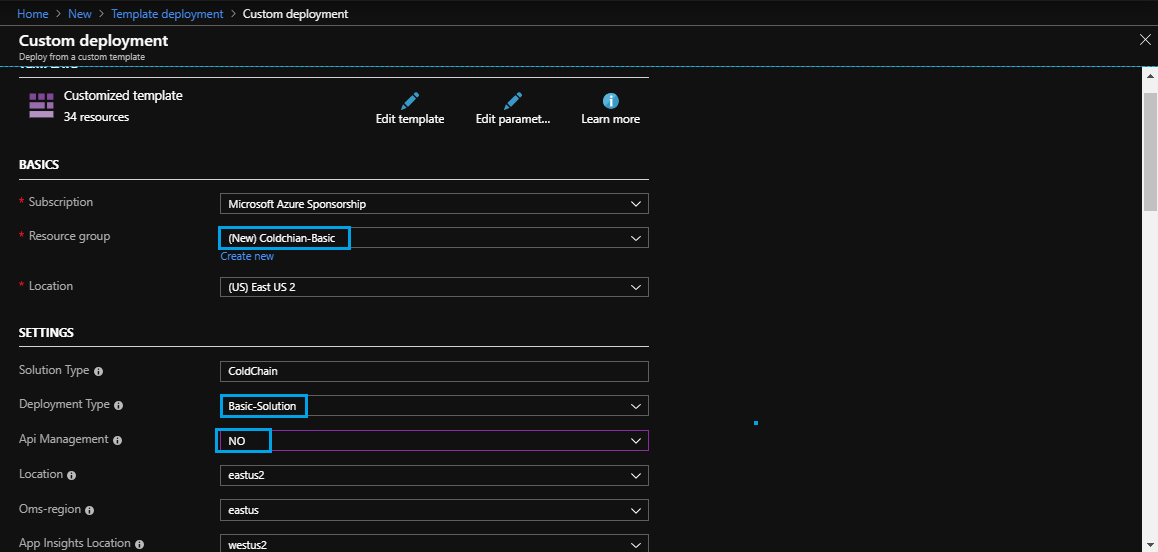 Home > New > Template deployment > Custom deployment
Custom deployment
Deploy from a custom template
Customized template
34 resources
Edit template
Edit paramet...
Learn more
BASICS
* Subscription
Microsoft Azure Sponsorship
* Resource group
(New) Coldchian-Basic
Create new
* Location
(US) East US 2
SETTINGS
Solution Type
ColdChain
Deployment Type
Basic-Solution
Api Management
NO
Location
eastus2
Oms-region
eastus
App Insights Location
westus2